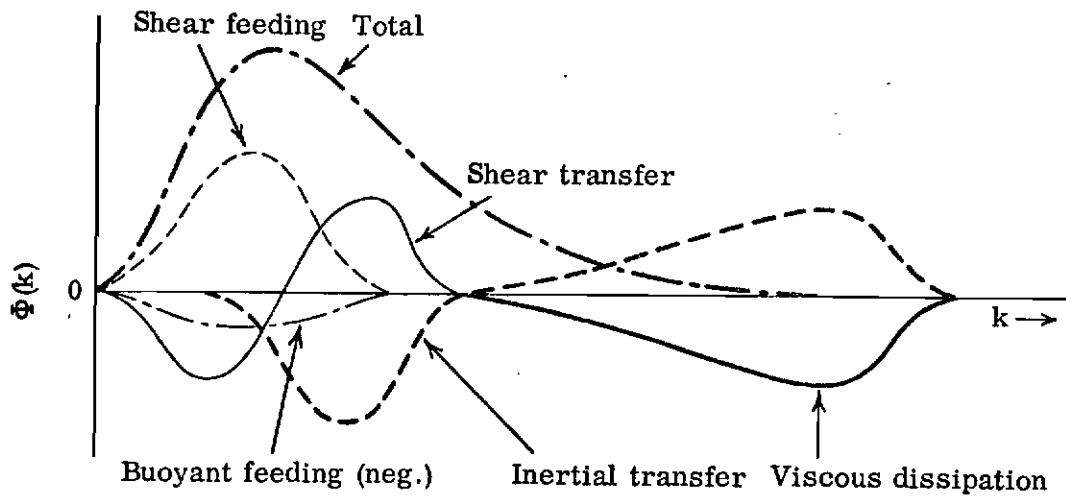 Shear feeding
Total
Shear transfer
0
Φ(k)
k →
Buoyant feeding (neg.)
Inertial transfer
Viscous dissipation